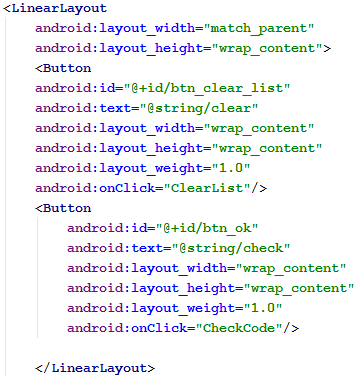 <LinearLayout
    android:layout_width="match_parent"
    android:layout_height="wrap_content">
    <Button
    android:id="@+id/btn_clear_list"
    android:text="@string/clear"
    android:layout_width="wrap_content"
    android:layout_height="wrap_content"
    android:layout_weight="1.0"
    android:onClick="ClearList"/>
    <Button
        android:id="@+id/btn_ok"
        android:text="@string/check"
        android:layout_width="wrap_content"
        android:layout_height="wrap_content"
        android:layout_weight="1.0"
        android:onClick="CheckCode"/>

    </LinearLayout>